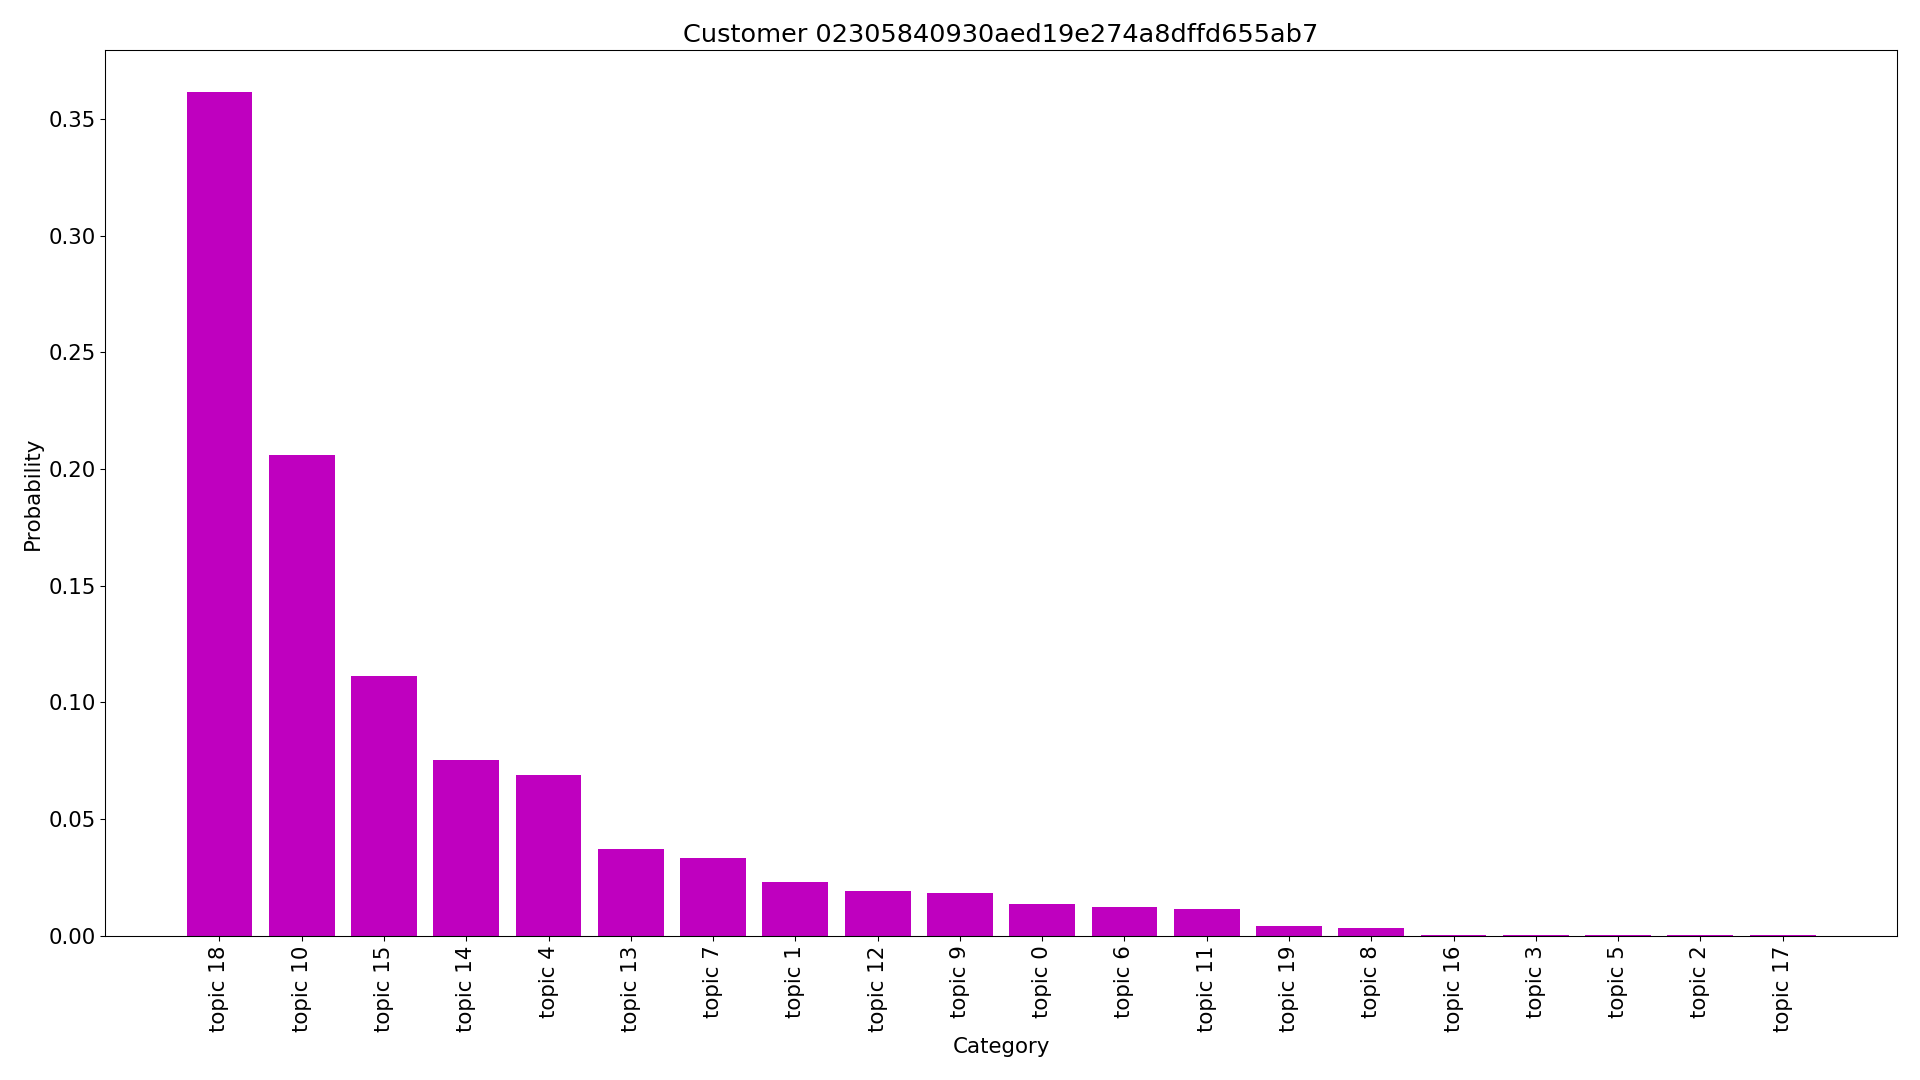 Customer 02305840930aed19e274a8dffd655ab7
Probability
0.35
0.30
0.25
0.20
0.15
0.10
0.05
0.00
topic 18
topic 10
topic 15
topic 14
topic 4
topic 13
topic 7
topic 1
topic 12
topic 9
topic 0
topic 6
topic 11
topic 19
topic 8
topic 16
topic 3
topic 5
topic 2
topic 17
Category